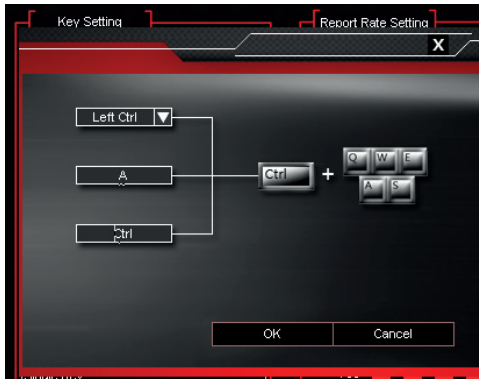 Key Setting
Report Rate Setting
X
Left Ctrl
A
Ctrl
Ctrl + Q W E
A S
OK
Cancel